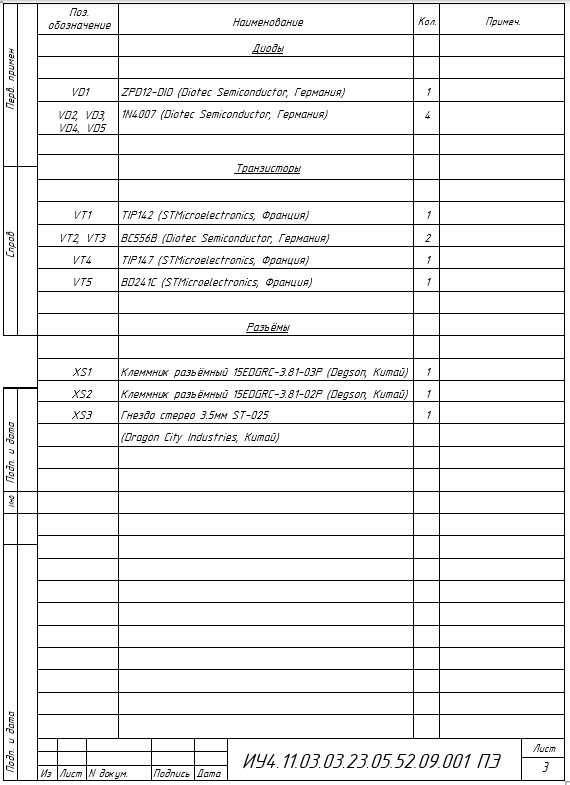 Поз. обозначение Наименование Кол. Примеч.
Диоды
VD1 ZPD12-DIO (Diotec Semiconductor, Германия) 1
VD2, VD3, 1N4007 (Diotec Semiconductor, Германия) 4
VD4, VD5
Транзисторы
VT1 TIP142 (STMicroelectronics, Франция) 1
VT2, VT3 BC556B (Diotec Semiconductor, Германия) 2
VT4 TIP147 (STMicroelectronics, Франция) 1
VT5 BD241C (STMicroelectronics, Франция) 1
Разъёмы
XS1 Клеммник разъёмный 15EDGRC-3.81-03P (Degson, Китай) 1
XS2 Клеммник разъёмный 15EDGRC-3.81-02P (Degson, Китай) 1
XS3 Гнездо стерео 3.5мм ST-025 1
(Dragon City Industries, Китай)
Перв. примен
Справ
Подп. и дата
Инв
Подп. и дата
Из Лист N докум. Подпись Дата
ИУ4.11.03.03.23.05.52.09.001 ПЭ
Лист
3